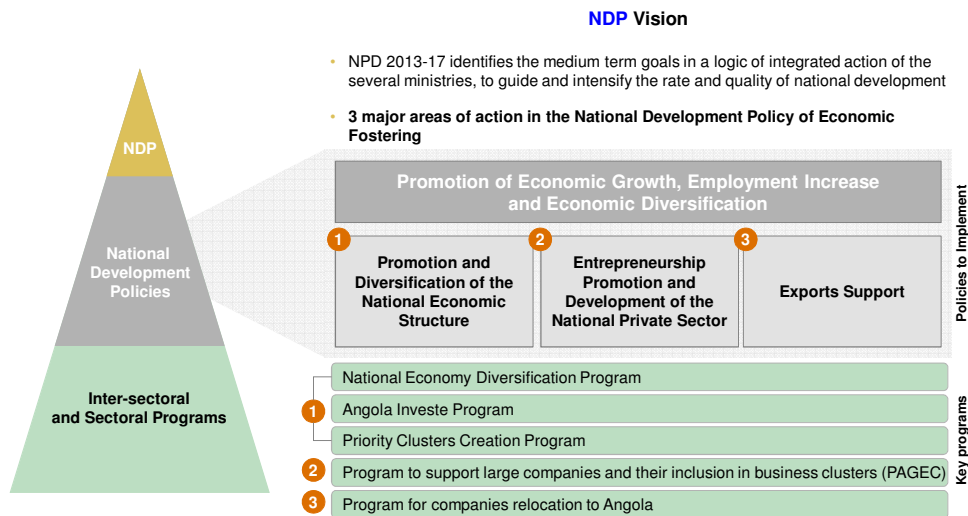 NDP Vision
• NPD 2013-17 identifies the medium term goals in a logic of integrated action of the
several ministries, to guide and intensify the rate and quality of national development
• 3 major areas of action in the National Development Policy of Economic
Fostering
NDP
National
Development
Policies
Inter-sectoral
and Sectoral Programs
Promotion of Economic Growth, Employment Increase
and Economic Diversification
1
Promotion and
Diversification of the
National Economic
Structure
2
Entrepreneurship
Promotion and
Development of the
National Private Sector
3
Exports Support
Policies to Implement
1
National Economy Diversification Program
Angola Investe Program
Priority Clusters Creation Program
2
Program to support large companies and their inclusion in business clusters (PAGEC)
3
Program for companies relocation to Angola
Key programs